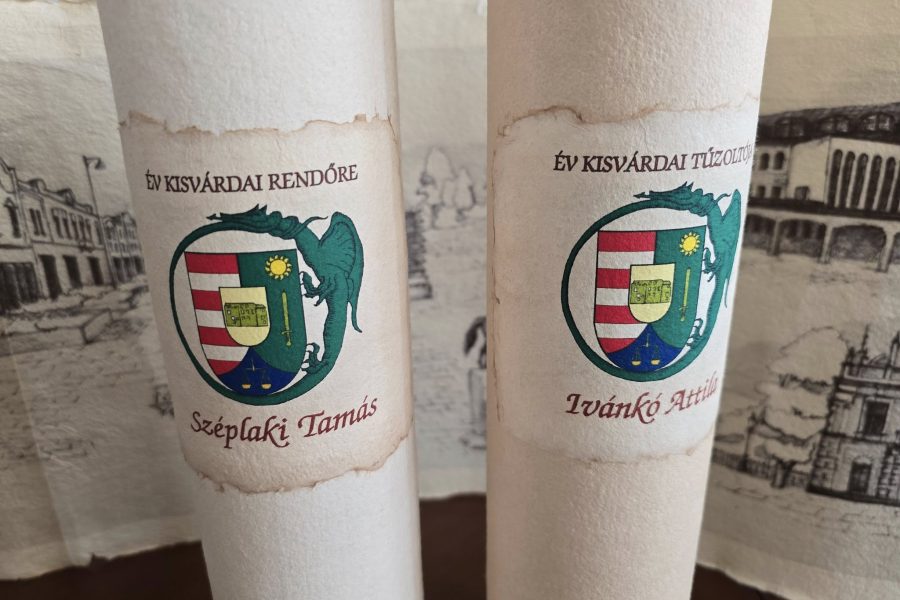 ÉV KISVÁRDAI RENDŐRE
Széplaki Tamás
ÉV KISVÁRDAI TŰZOLTÓJA
Ivánkó Attila